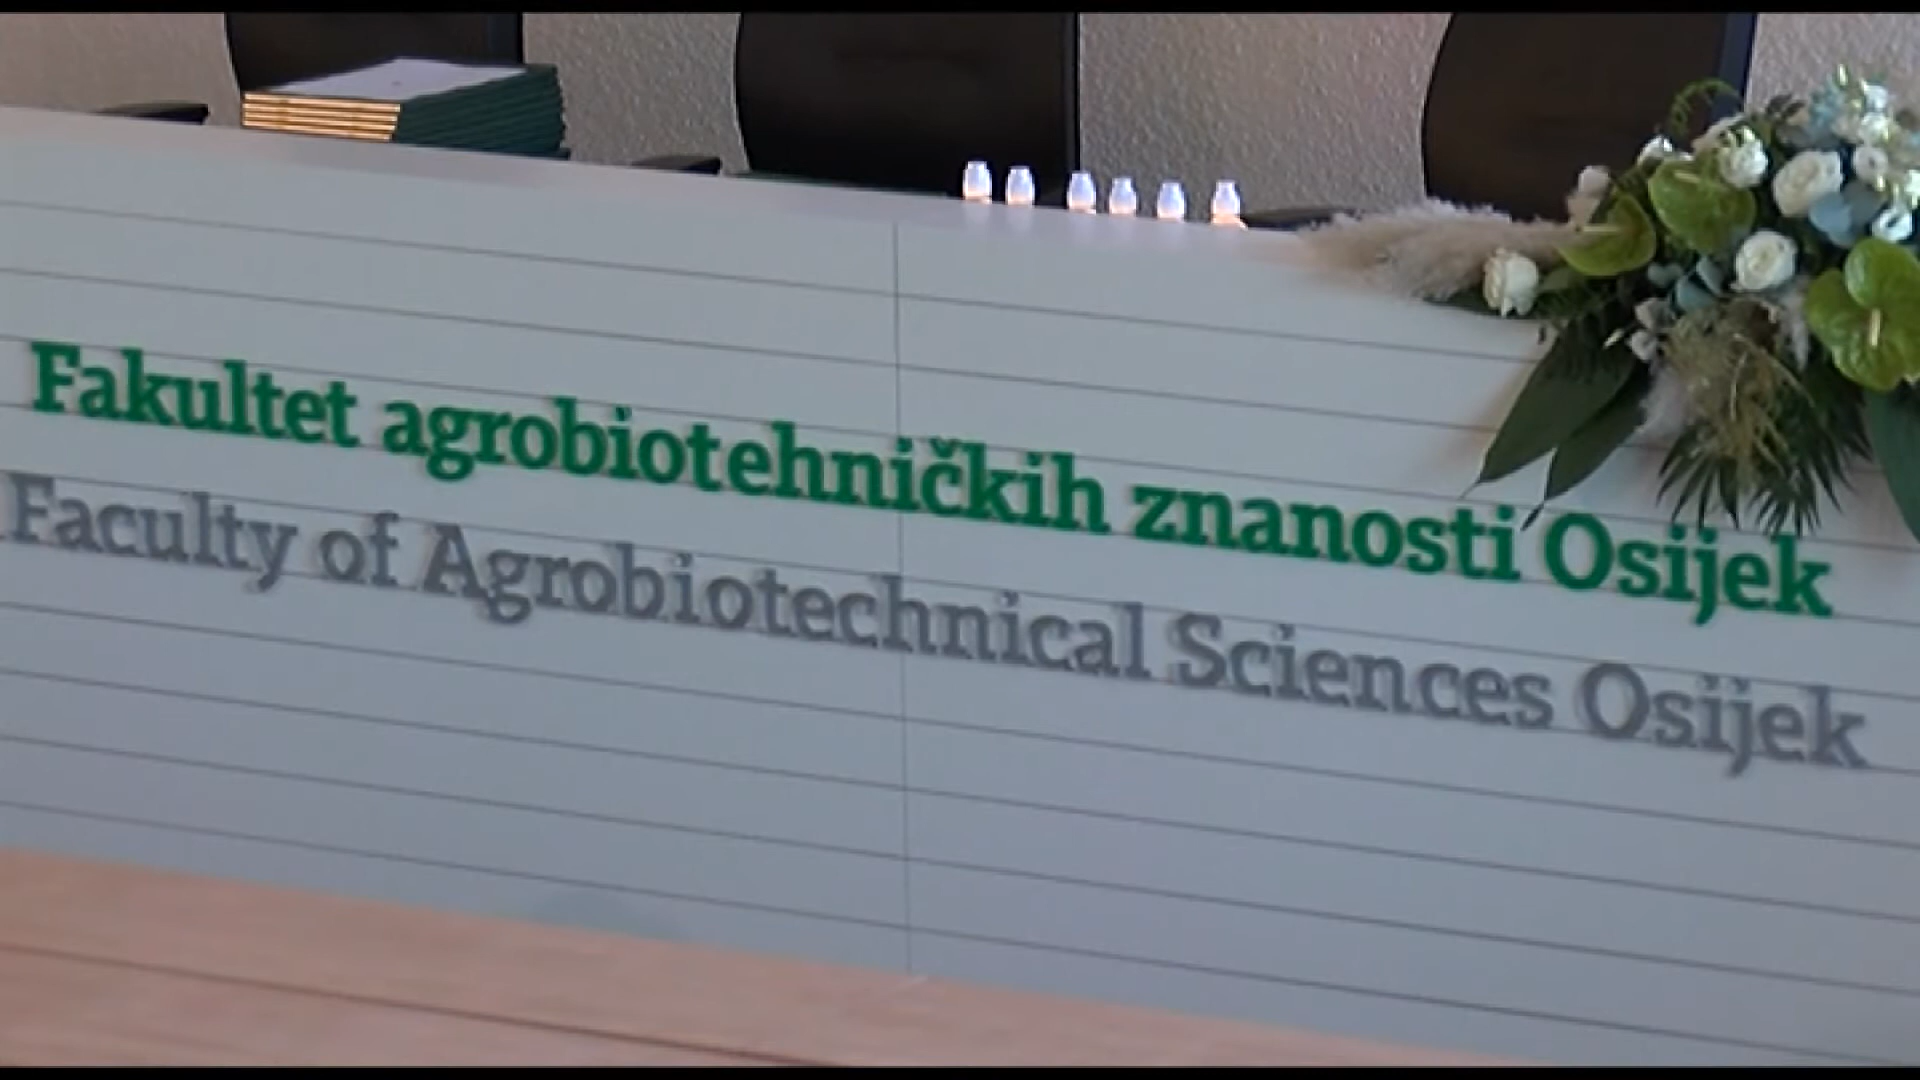 Fakultet agrobiotehničkih znanosti Osijek
Faculty of Agrobiotechnical Sciences Osijek